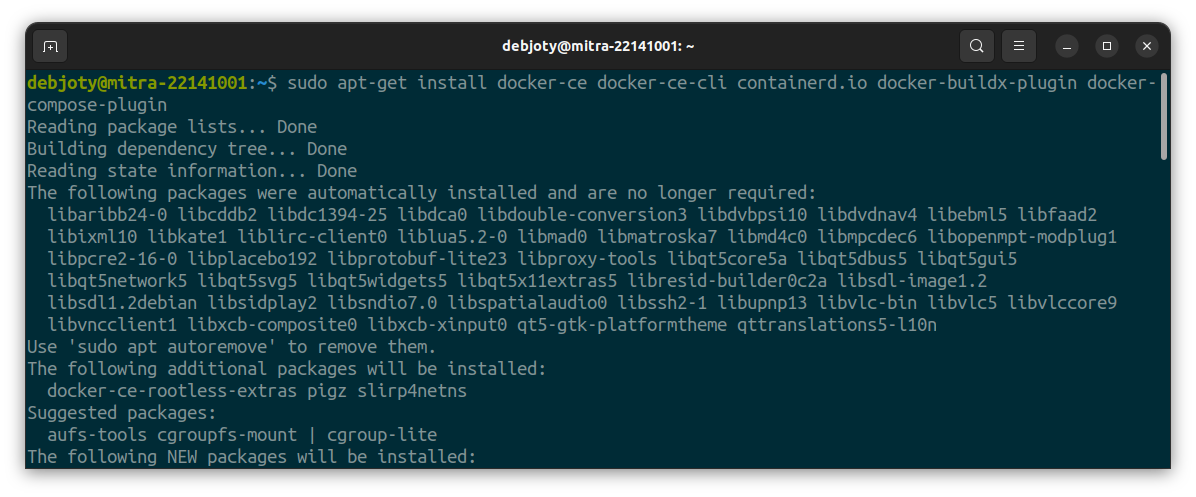 debjoty@mitra-22141001: ~
debjoty@mitra-22141001:~$ sudo apt-get install docker-ce docker-ce-cli containerd.io docker-buildx-plugin docker-
compose-plugin
Reading package lists... Done
Building dependency tree... Done
Reading state information... Done
The following packages were automatically installed and are no longer required:
  libaribb24-0 libcddb2 libdc1394-25 libdca0 libdouble-conversion3 libdvbpsi10 libdvdnav4 libebml5 libfaad2
  libixml10 libkate1 liblirc-client0 liblua5.2-0 libmad0 libmatroska7 libmd4c0 libmpcdec6 libopenmpt-modplug1
  libpcre2-16-0 libplacebo192 libprotobuf-lite23 libproxy-tools libqt5core5a libqt5dbus5 libqt5gui5
  libqt5network5 libqt5svg5 libqt5widgets5 libqt5x11extras5 libresid-builder0c2a libsdl-image1.2
  libsdl1.2debian libsidplay2 libsndio7.0 libspatialaudio0 libssh2-1 libupnp13 libvlc-bin libvlc5 libvlccore9
  libvncclient1 libxcb-composite0 libxcb-xinput0 qt5-gtk-platformtheme qttranslations5-l10n
Use 'sudo apt autoremove' to remove them.
The following additional packages will be installed:
  docker-ce-rootless-extras pigz slirp4netns
Suggested packages:
  aufs-tools cgroupfs-mount | cgroup-lite
The following NEW packages will be installed: